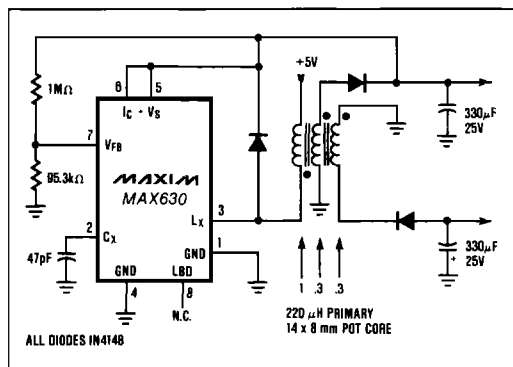 +5V
6
5
1MΩ
IC + VS
330µF
25V
7
VFB
MAXIM
MAX630
95.3kΩ
3
LX
2
CX
1
GND
47pF
330µF
25V
+
GND
LBD
4
8
N.C.
1 .3 .3
220 µH PRIMARY
14 x 8 mm POT CORE
ALL DIODES IN4148